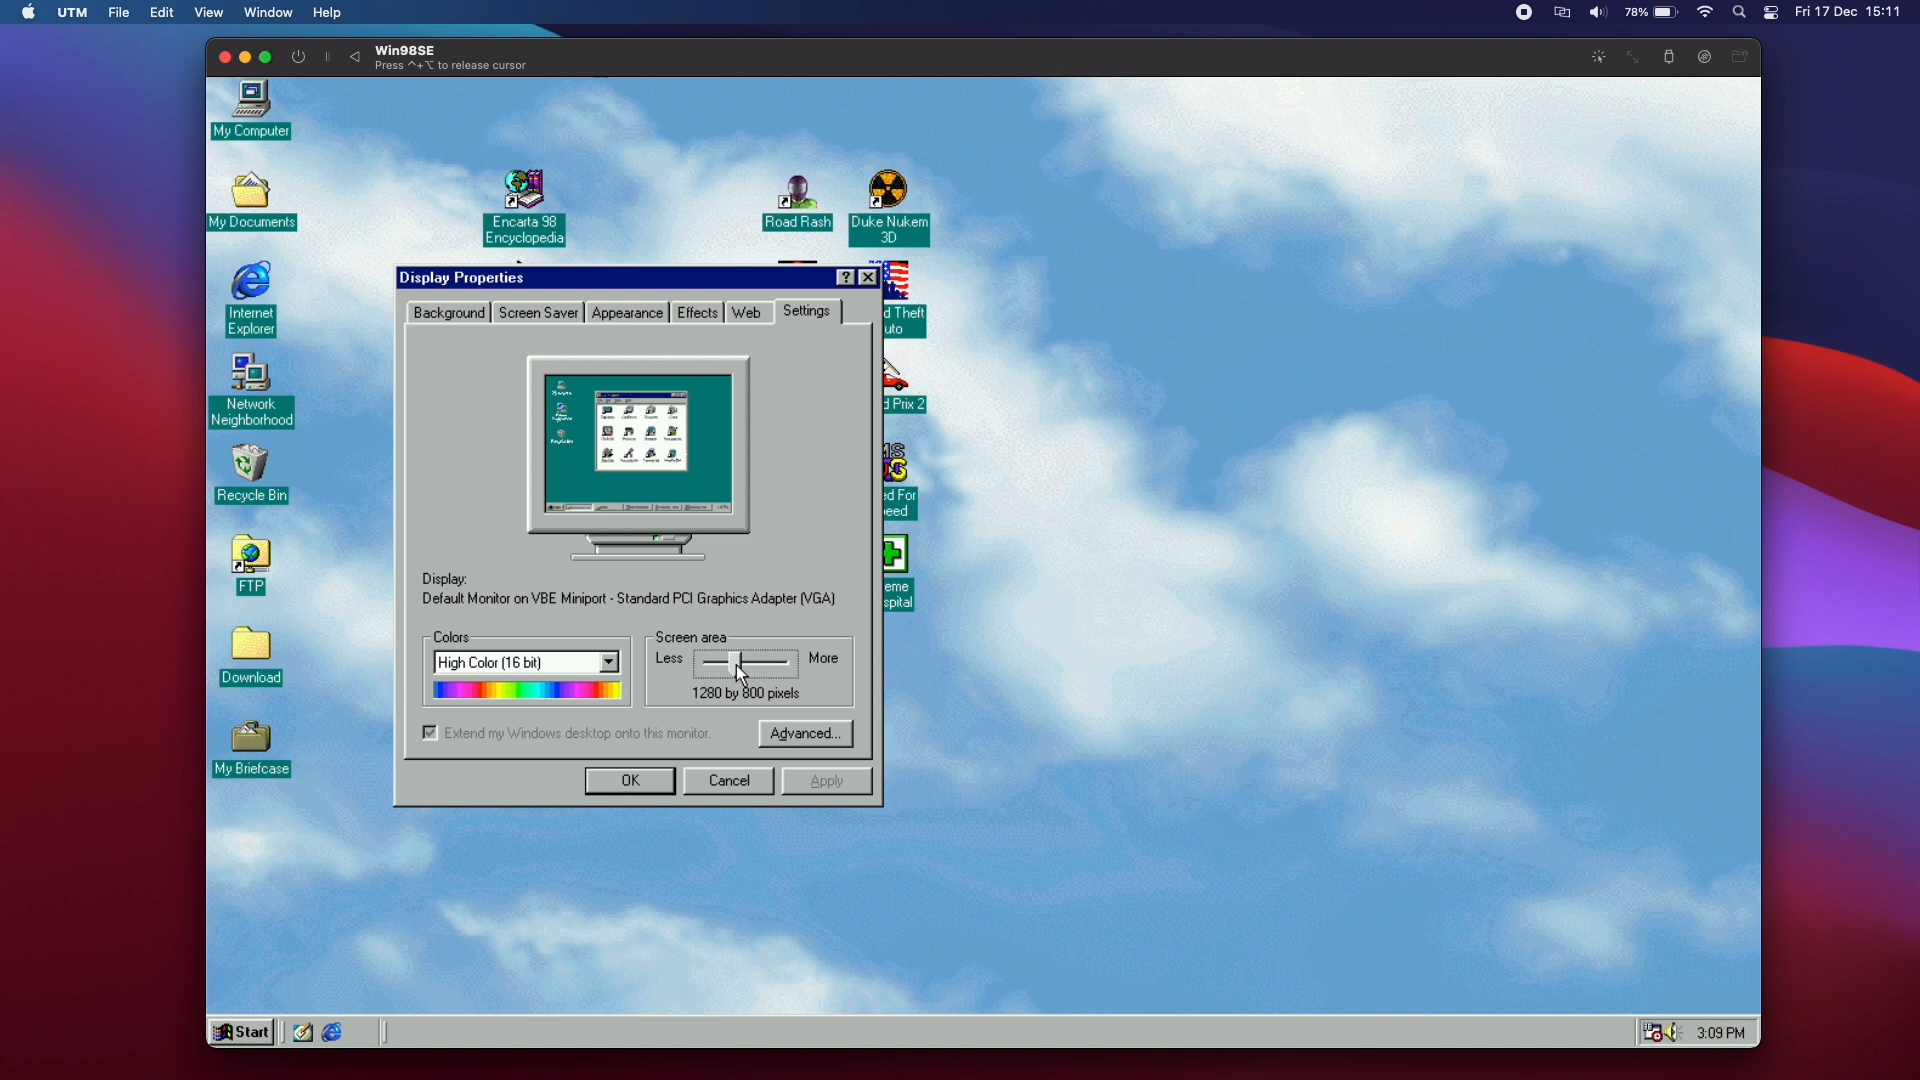 UTM File Edit View Window Help
78% Fri 17 Dec 15:11
Win98SE
Press ^+⌥ to release cursor
My Computer
My Documents
Encarta 98
Encyclopedia
Road Rash
Duke Nukem
3D
Internet
Explorer
d Theft
uto
Network
Neighborhood
d Prix 2
Recycle Bin
ed For
eed
FTP
eme
spital
Download
My Briefcase
Display Properties
Background Screen Saver Appearance Effects Web Settings
Display:
Default Monitor on VBE Miniport - Standard PCI Graphics Adapter (VGA)
Colors
High Color (16 bit)
Screen area
Less More
1280 by 800 pixels
Extend my Windows desktop onto this monitor.
Advanced...
OK Cancel Apply
Start
3:09 PM